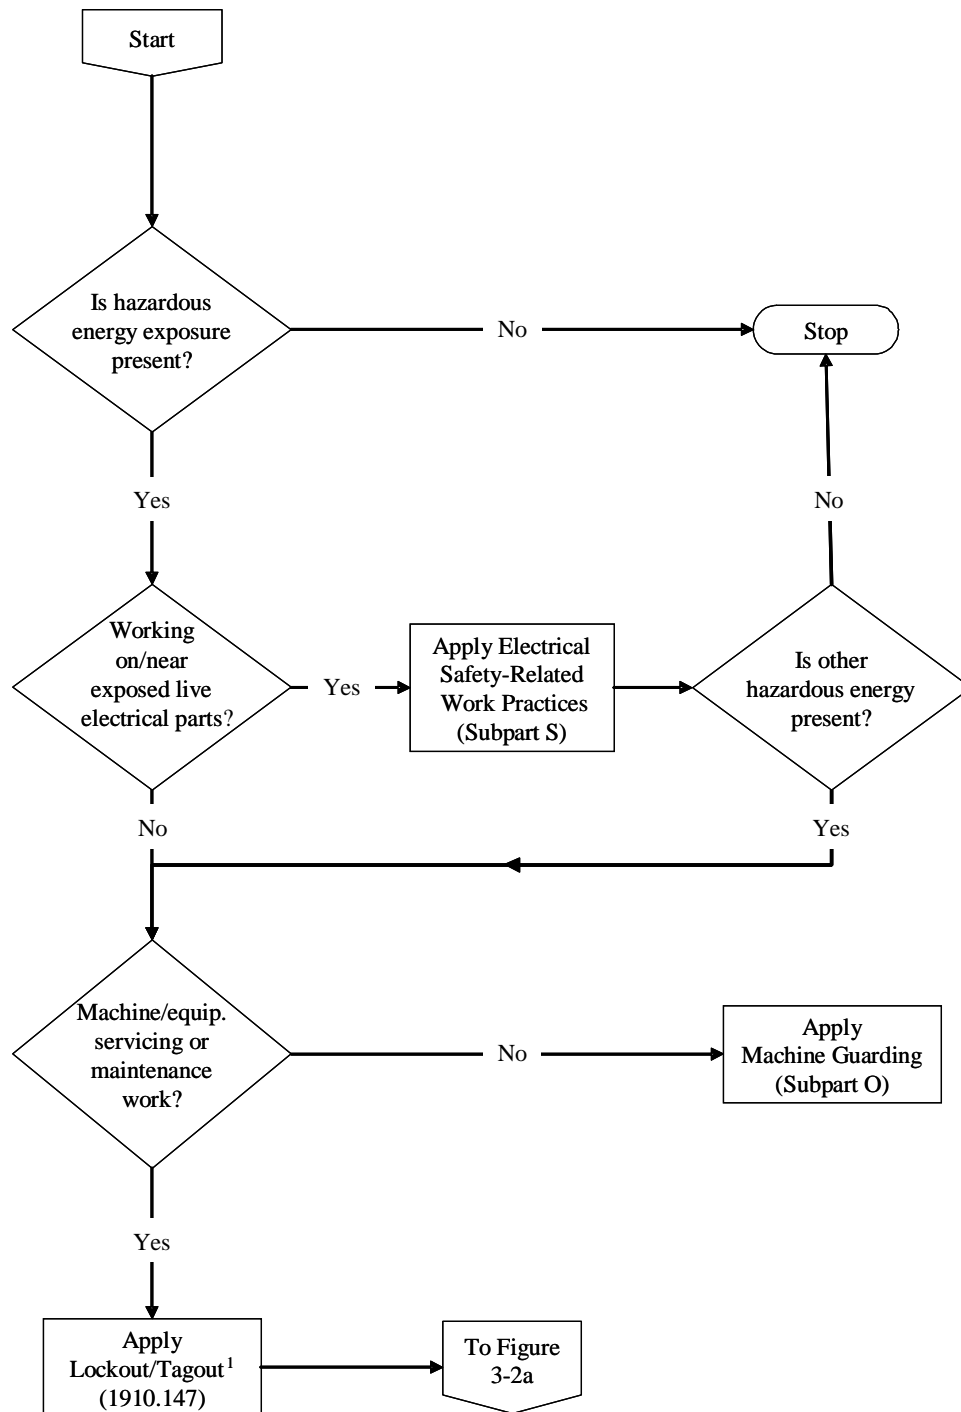 Start
Is hazardous
energy exposure
present?
No
Stop
Yes
No
Working
on/near
exposed live
electrical parts?
Yes
Apply Electrical
Safety-Related
Work Practices
(Subpart S)
Is other
hazardous energy
present?
No
Yes
Machine/equip.
servicing or
maintenance
work?
No
Apply
Machine Guarding
(Subpart O)
Yes
Apply
Lockout/Tagout¹
(1910.147)
To Figure
3-2a